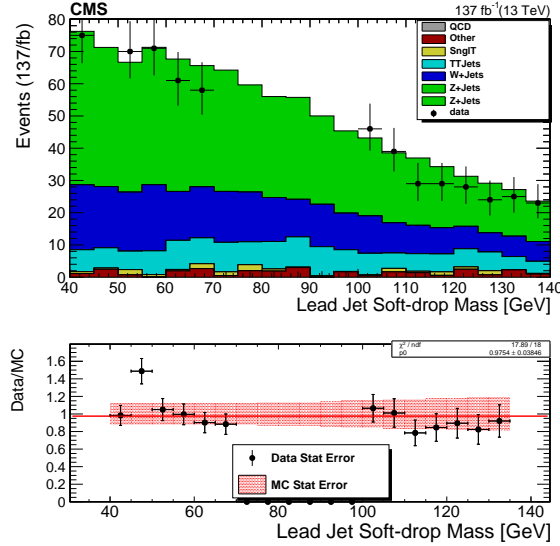 CMS 137 fb⁻¹(13 TeV)
Events (137/fb)
80
70
60
50
40
30
20
10
0
QCD
Other
SnglT
TTJets
W+Jets
Z+Jets
Z+Jets
data
40 50 60 70 80 90 100 110 120 130 140
Lead Jet Soft-drop Mass [GeV]
Data/MC
1.6
1.4
1.2
1
0.8
0.6
0.4
0.2
0
χ² / ndf 17.89 / 18
p0 0.9754 ± 0.03846
Data Stat Error
MC Stat Error
40 60 80 100 120 140
Lead Jet Soft-drop Mass [GeV]